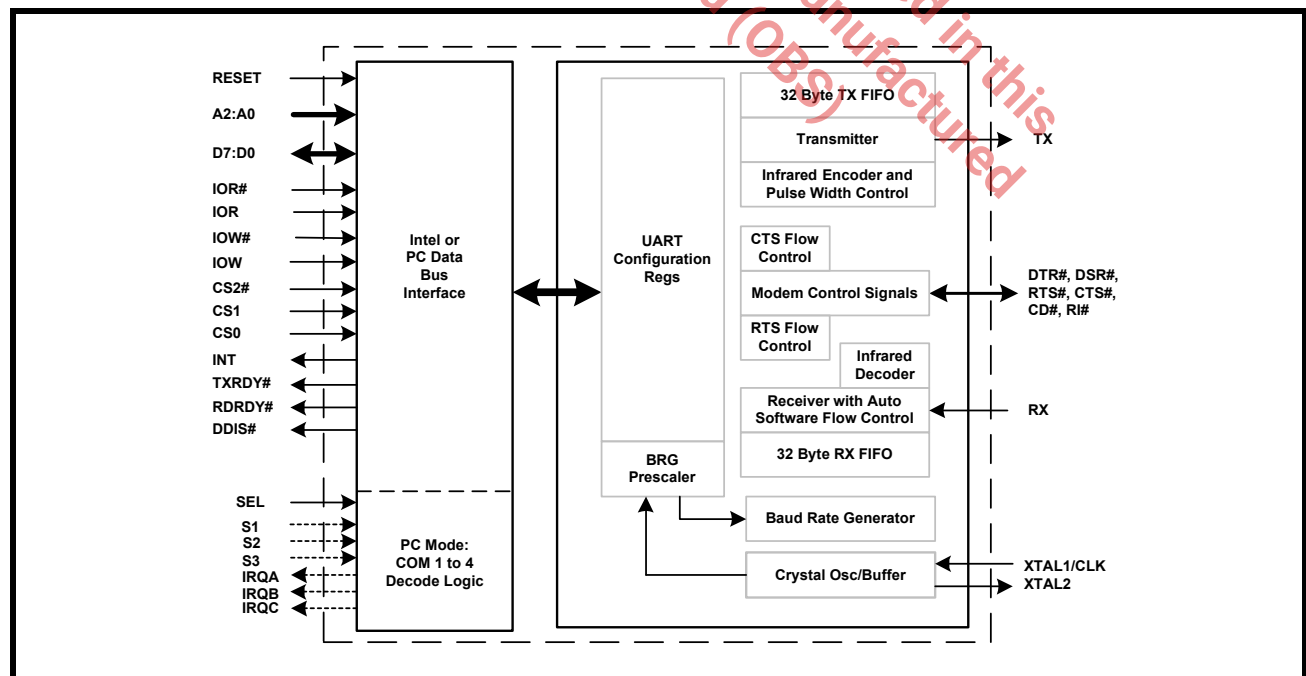 ed in this
anufactured
(OBS)
RESET
A2:A0
D7:D0
IOR#
IOR
IOW#
IOW
CS2#
CS1
CS0
INT
TXRDY#
RDRDY#
DDIS#
SEL
S1
S2
S3
IRQA
IRQB
IRQC
Intel or
PC Data
Bus
Interface
PC Mode:
COM 1 to 4
Decode Logic
UART
Configuration
Regs
BRG
Prescaler
32 Byte TX FIFO
Transmitter
Infrared Encoder and
Pulse Width Control
CTS Flow
Control
Modem Control Signals
RTS Flow
Control
Infrared
Decoder
Receiver with Auto
Software Flow Control
32 Byte RX FIFO
Baud Rate Generator
Crystal Osc/Buffer
TX
DTR#, DSR#,
RTS#, CTS#,
CD#, RI#
RX
XTAL1/CLK
XTAL2